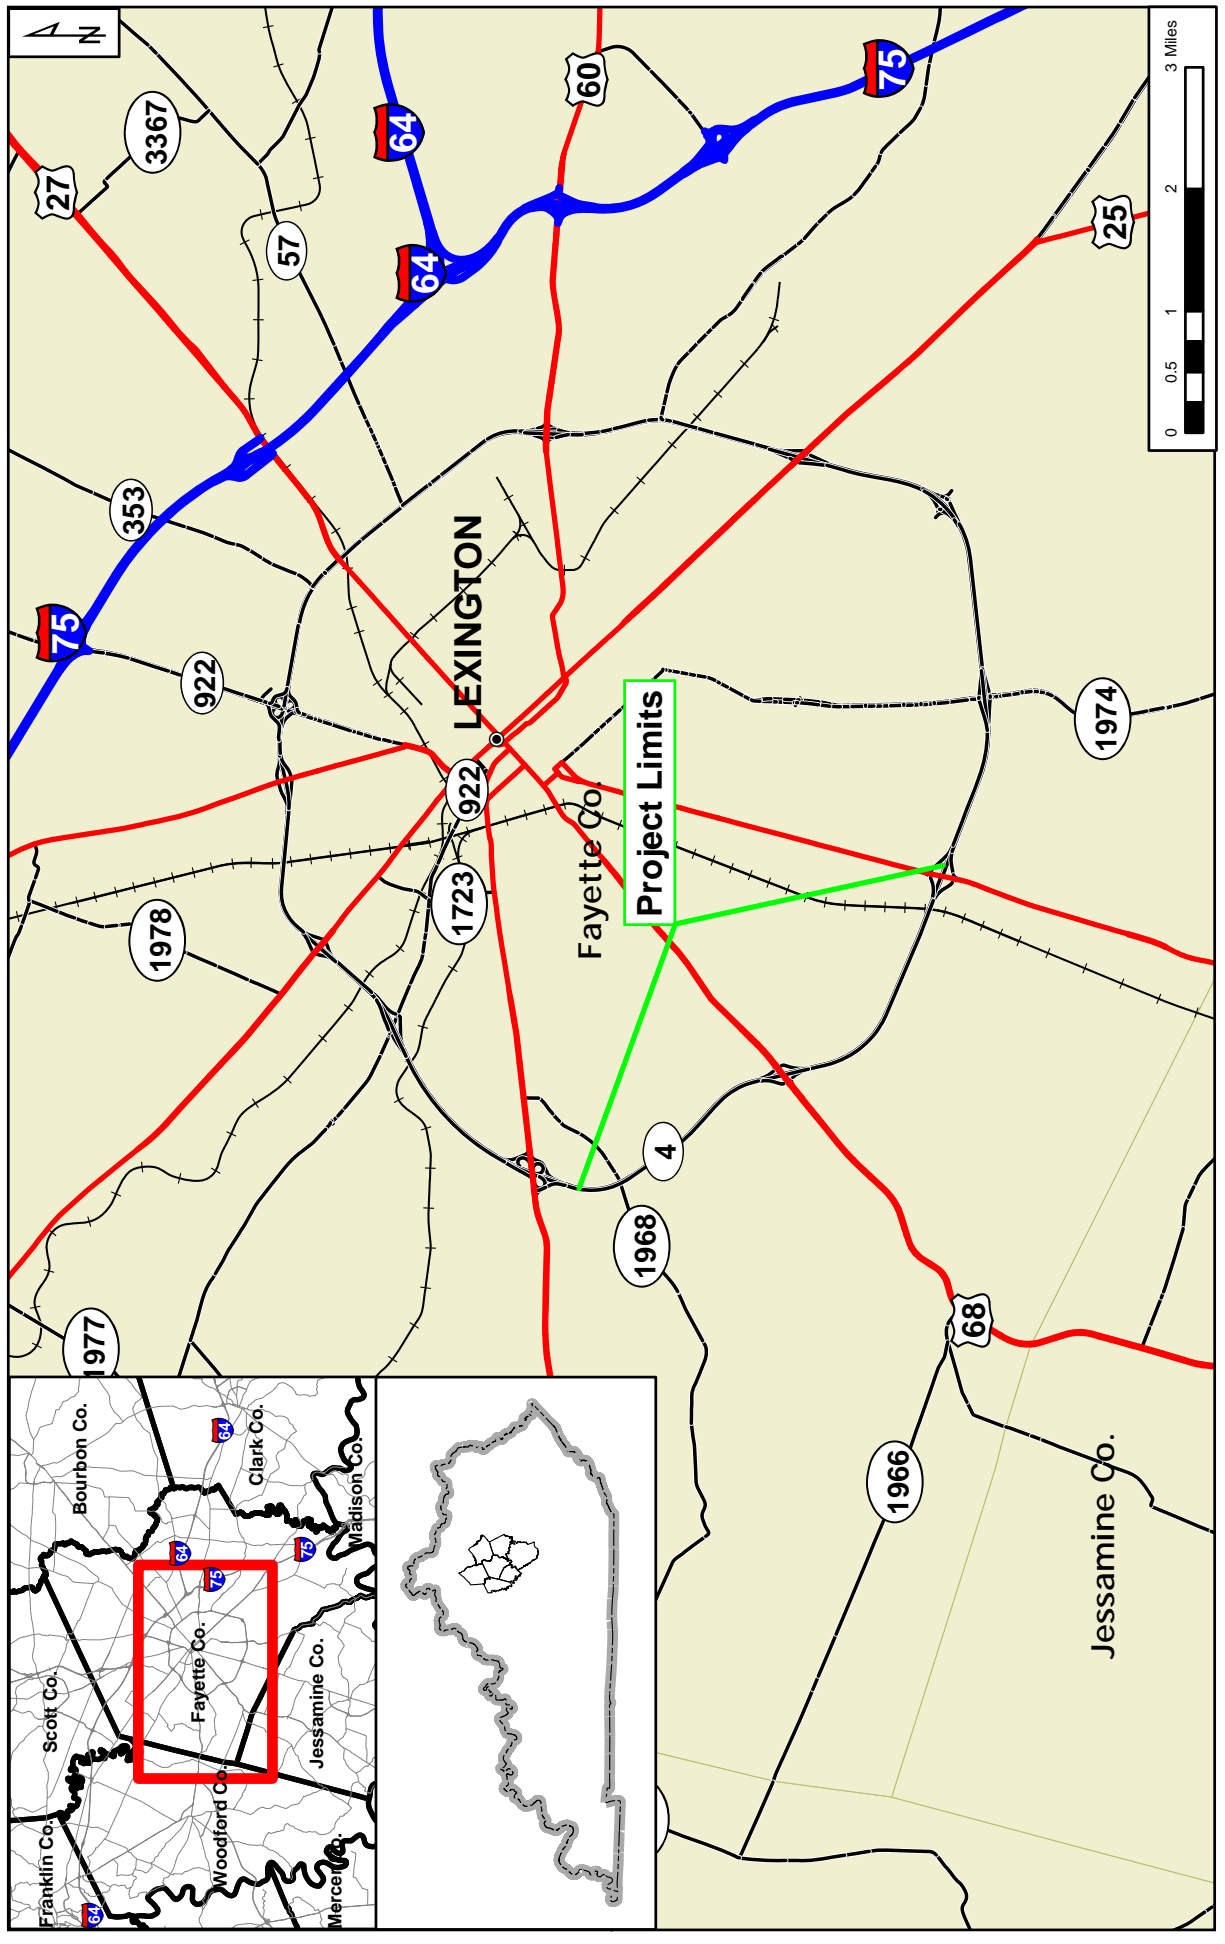 N
27
3367
57
64
64
60
75
25
3 Miles
2
1
0.5
0
353
75
922
LEXINGTON
922
1974
Project Limits
Fayette Co.
1723
1978
4
1968
1977
68
1966
Jessamine Co.
Bourbon Co.
64
Clark Co.
Madison Co.
64
75
75
Scott Co.
Fayette Co.
Jessamine Co.
Woodford Co.
Franklin Co.
64
Mercer Co.